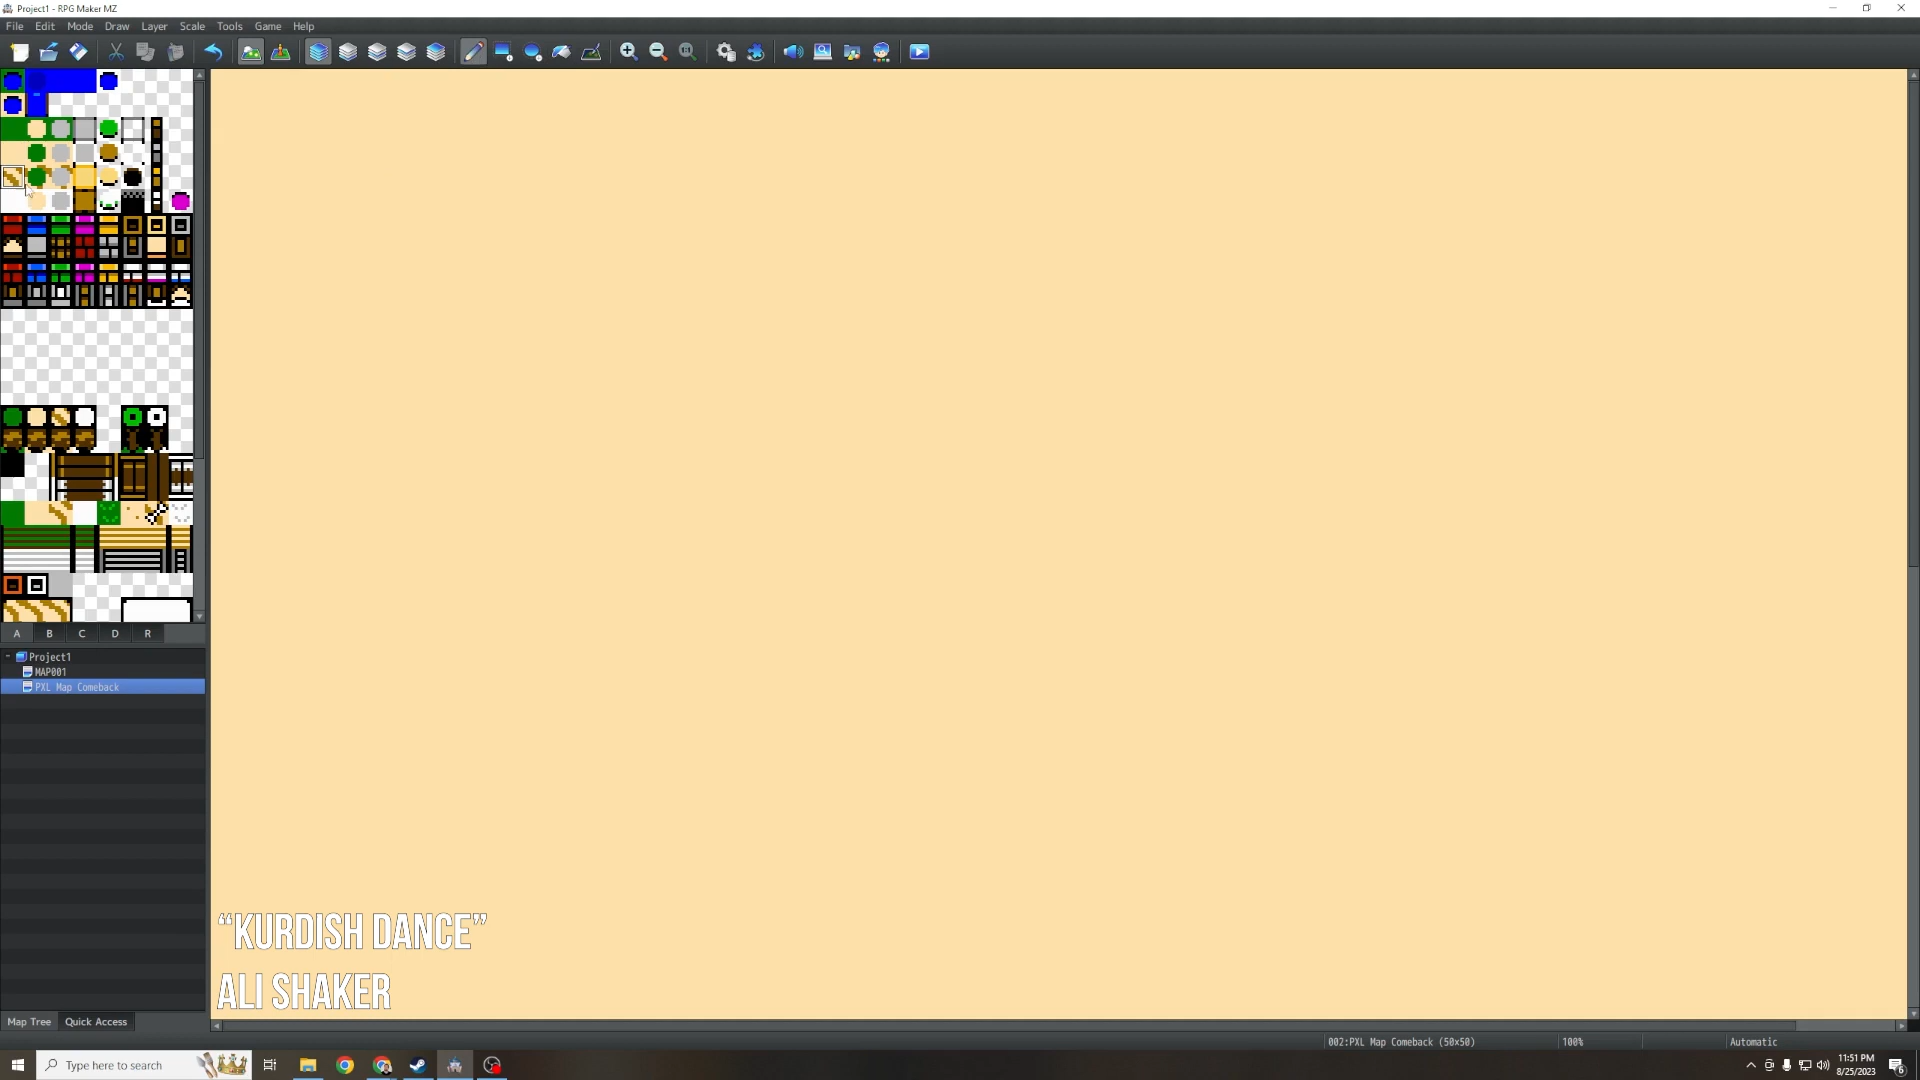 Project1 - RPG Maker MZ
File Edit Mode Draw Layer Scale Tools Game Help
A B C D R
Project1
MAP001
PXL Map Comeback
“KURDISH DANCE”
ALI SHAKER
Map Tree Quick Access
002:PXL Map Comeback (50x50) 100% Automatic
Type here to search
11:51 PM
8/25/2023
6